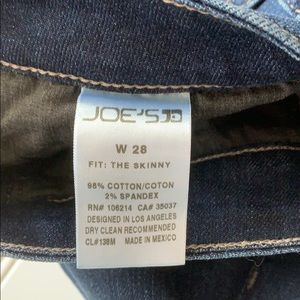 JOE'S JD
W 28
FIT: THE SKINNY
98% COTTON/COTON
2% SPANDEX
RN# 106214 CA# 35037
DESIGNED IN LOS ANGELES
DRY CLEAN RECOMMENDED
CL#138M MADE IN MEXICO